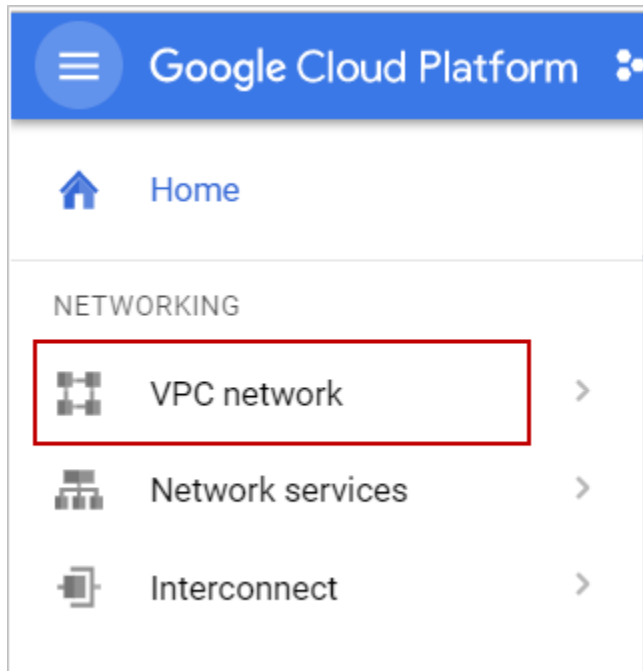 Google Cloud Platform
Home
NETWORKING
VPC network
Network services
Interconnect